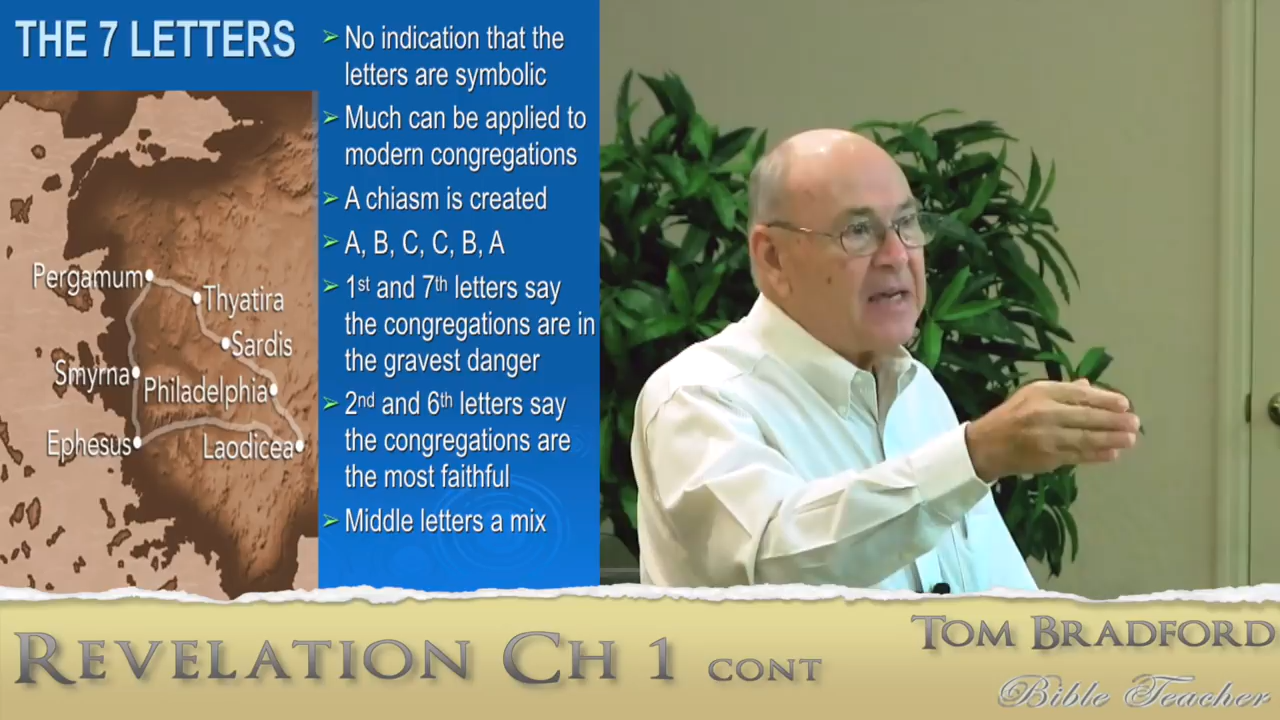 THE 7 LETTERS
➢ No indication that the
letters are symbolic
➢ Much can be applied to
modern congregations
➢ A chiasm is created
➢ A, B, C, C, B, A
➢ 1st and 7th letters say
the congregations are in
the gravest danger
➢ 2nd and 6th letters say
the congregations are
the most faithful
➢ Middle letters a mix
Pergamum
Thyatira
Sardis
Smyrna
Philadelphia
Ephesus
Laodicea
REVELATION CH 1 CONT
TOM BRADFORD
Bible Teacher